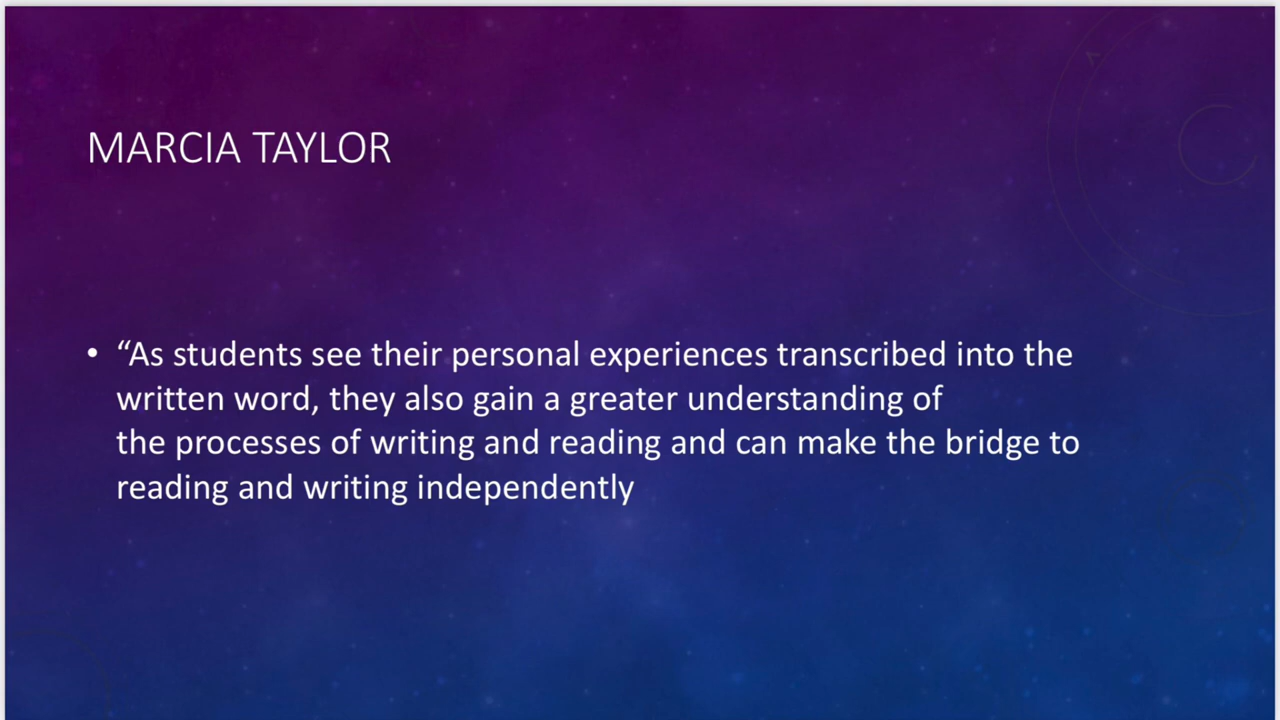 MARCIA TAYLOR
• “As students see their personal experiences transcribed into the
written word, they also gain a greater understanding of
the processes of writing and reading and can make the bridge to
reading and writing independently